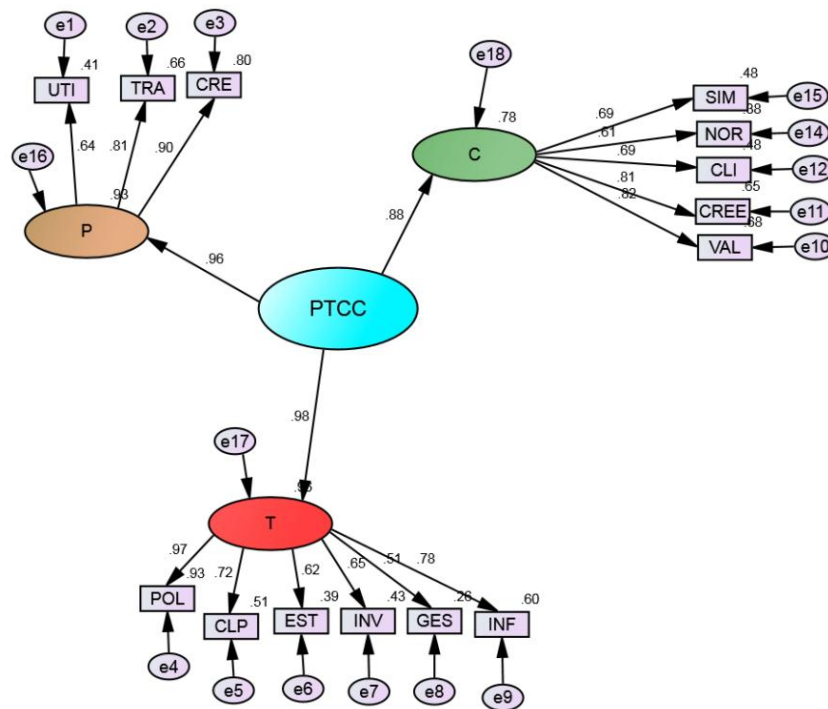 e1
e2
e3
.41
.66
.80
UTI
TRA
CRE
e16
.64
.81
.90
.93
P
.96
PTCC
.88
e18
.78
C
.69
.61
.69
.81
.82
.48
SIM
e15
.38
NOR
e14
.48
CLI
e12
.65
CREE
e11
.68
VAL
e10
.98
e17
T
.97
.72
.62
.65
.51
.78
.93
.51
.39
.43
.26
.60
POL
CLP
EST
INV
GES
INF
e4
e5
e6
e7
e8
e9